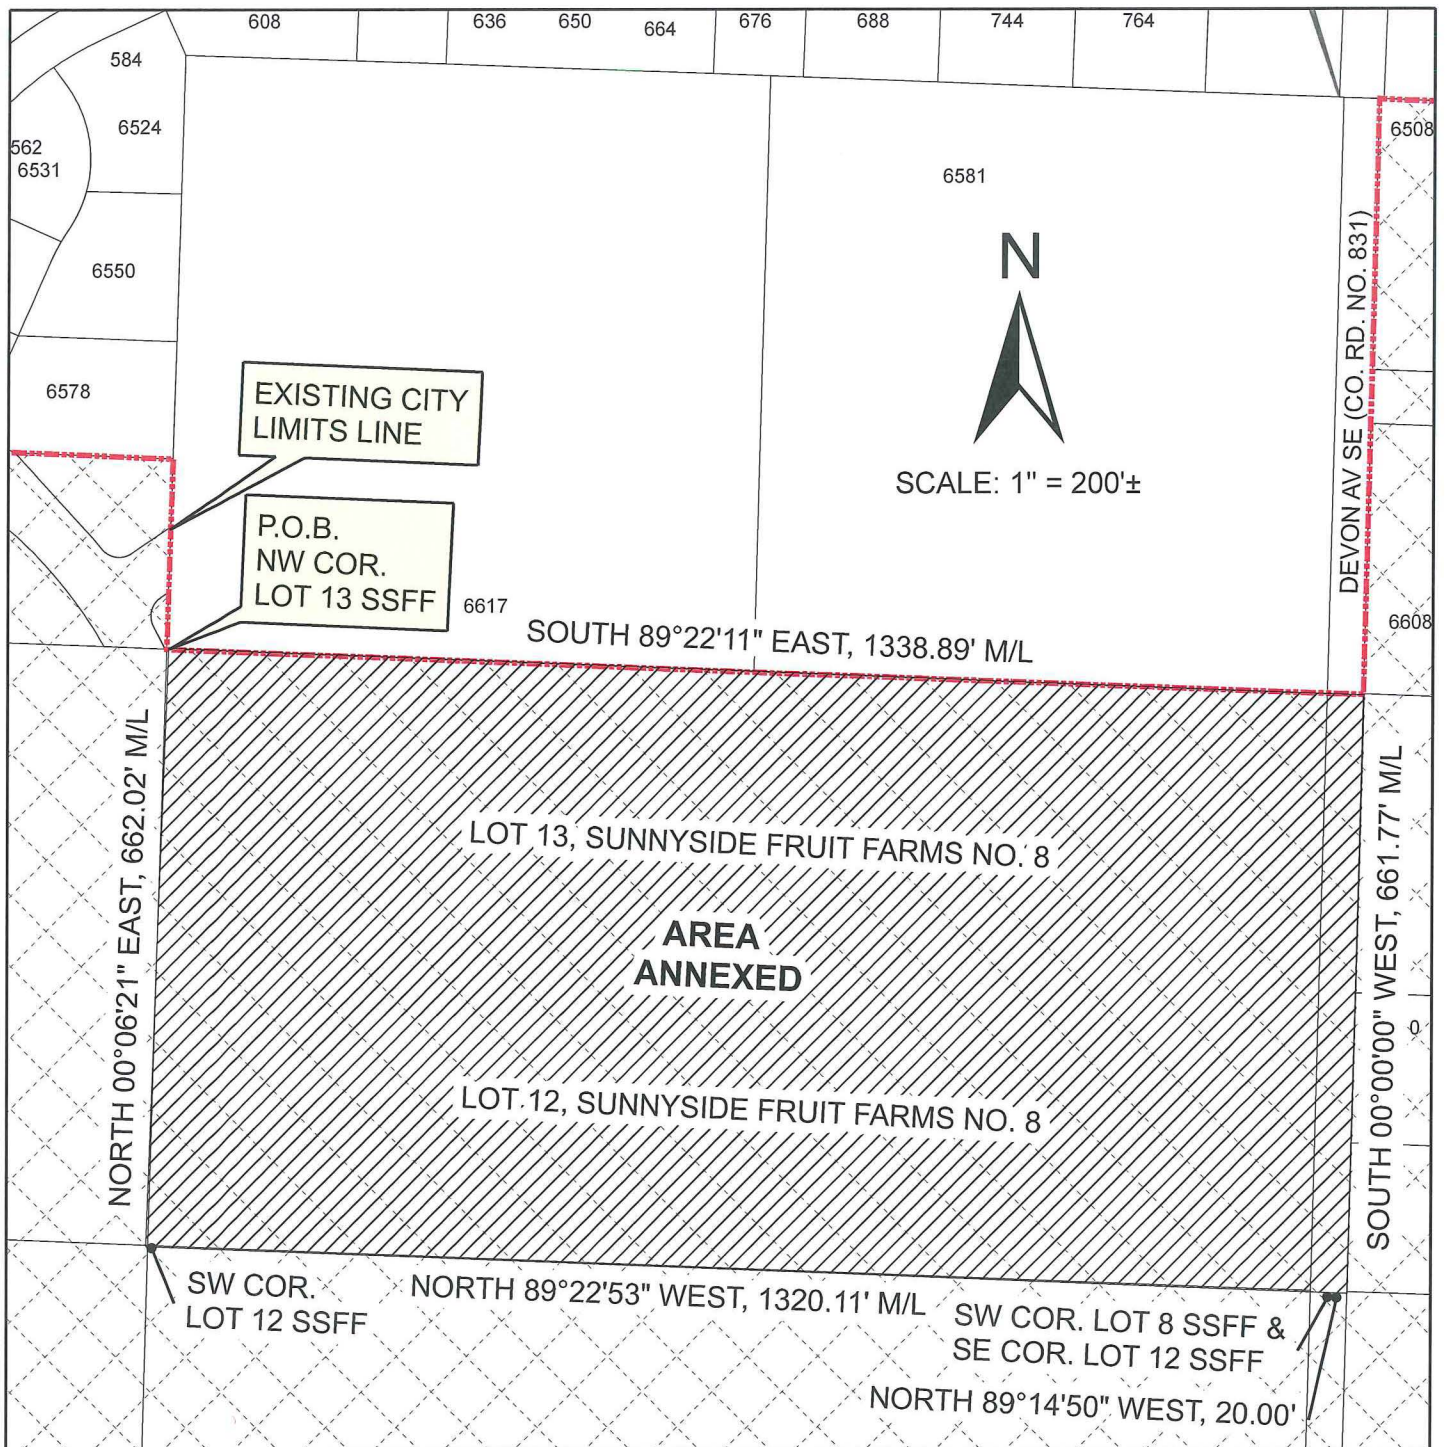 608
636
650
664
676
688
744
764
584
6524
562
6531
6550
6578
6581
6508
N
SCALE: 1" = 200'±
DEVON AV SE (CO. RD. NO. 831)
EXISTING CITY
LIMITS LINE
P.O.B.
NW COR.
LOT 13 SSFF
6617
6608
SOUTH 89°22'11" EAST, 1338.89' M/L
NORTH 00°06'21" EAST, 662.02' M/L
SOUTH 00°00'00" WEST, 661.77' M/L
LOT 13, SUNNYSIDE FRUIT FARMS NO. 8
AREA
ANNEXED
0
LOT 12, SUNNYSIDE FRUIT FARMS NO. 8
SW COR.
LOT 12 SSFF
NORTH 89°22'53" WEST, 1320.11' M/L
SW COR. LOT 8 SSFF &
SE COR. LOT 12 SSFF
NORTH 89°14'50" WEST, 20.00'